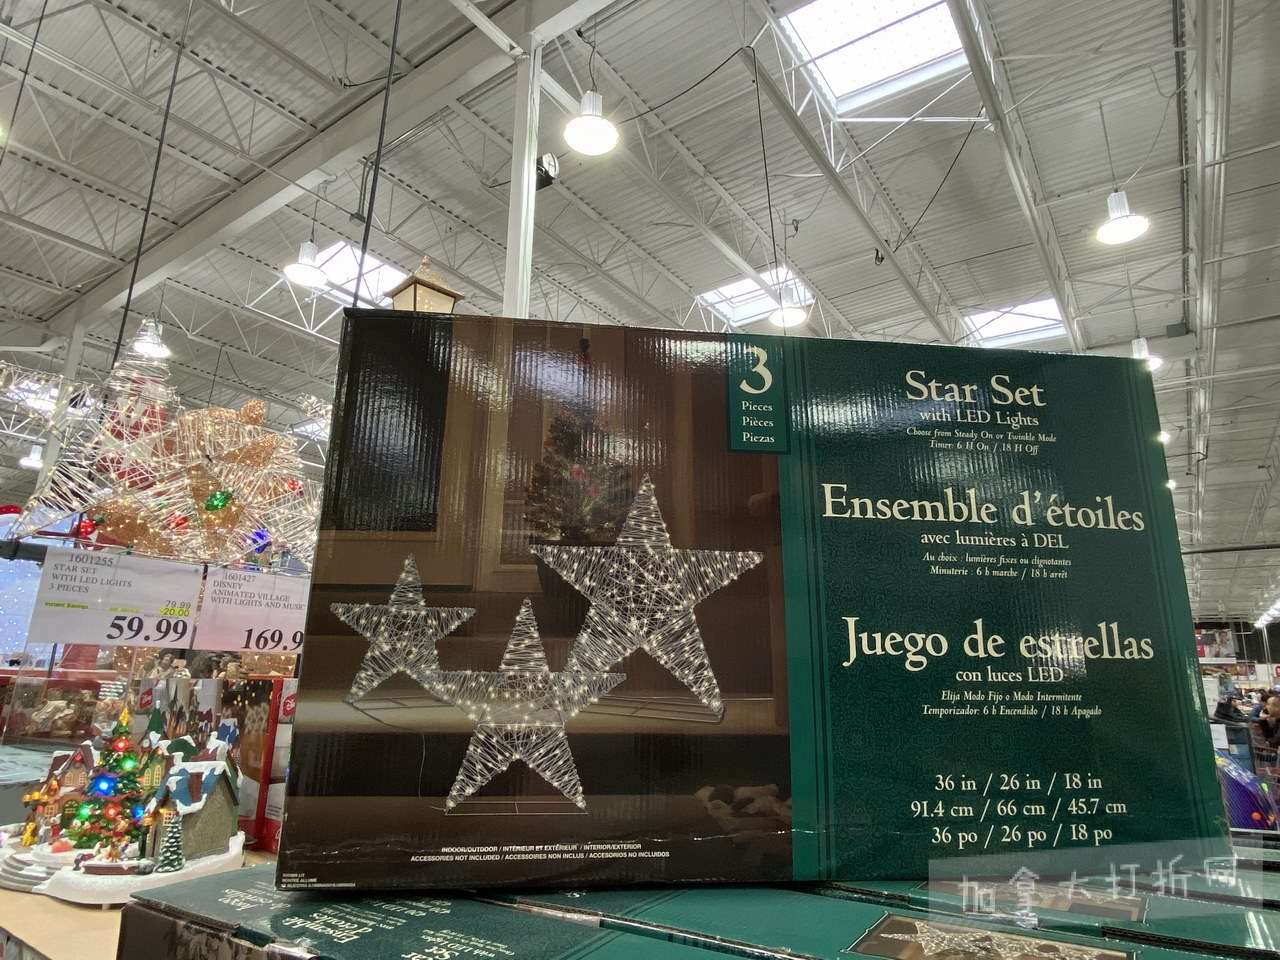 3
Pieces
Pièces
Piezas
Star Set
with LED Lights
Choose from Steady On or Twinkle Mode
Timer: 6 H On / 18 H Off
Ensemble d'étoiles
avec lumières à DEL
Au choix : lumières fixes ou clignotantes
Minuterie : 6 h marche / 18 h arrêt
Juego de estrellas
con luces LED
Elija Modo Fijo o Modo Intermitente
Temporizador: 6 h Encendido / 18 h Apagado
36 in / 26 in / 18 in
91.4 cm / 66 cm / 45.7 cm
36 po / 26 po / 18 po
INDOOR/OUTDOOR / INTÉRIEUR ET EXTÉRIEUR / INTERIOR/EXTERIOR
ACCESSORIES NOT INCLUDED / ACCESSOIRES NON INCLUS / ACCESORIOS NO INCLUIDOS
1601255
STAR SET
WITH LED LIGHTS
3 PIECES
Instant Savings
79.99
20.00
59.99
1601427
DISNEY
ANIMATED VILLAGE
WITH LIGHTS AND MUSIC
169.9
加拿大打折网